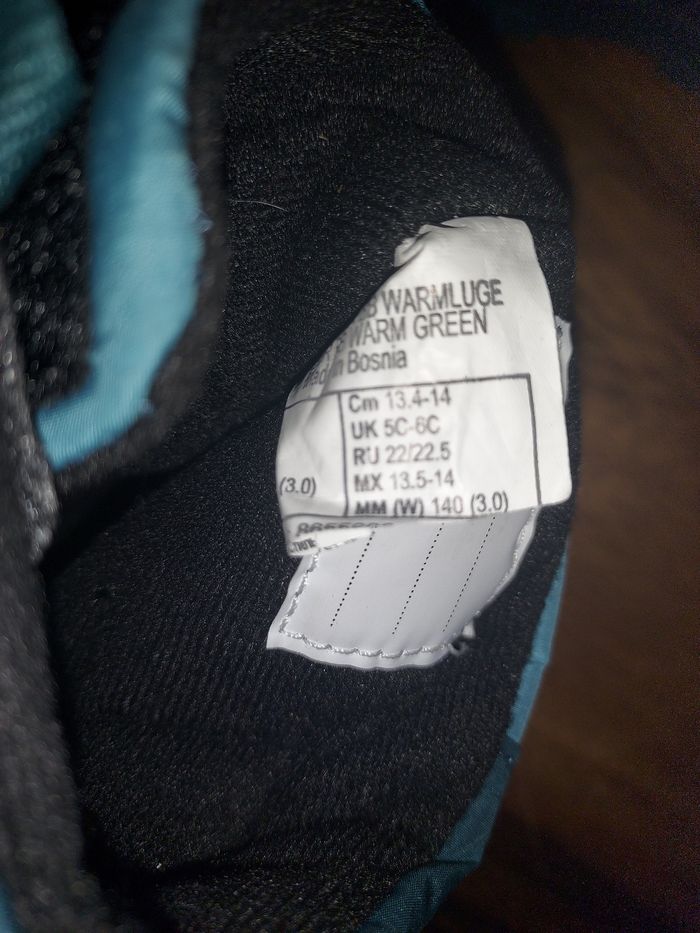 WARMLUGE
WARM GREEN
Bosnia
Cm 13.4-14
UK 5C-6C
RU 22/22.5
(3.0)
MX 13.5-14
MM (W) 140 (3.0)